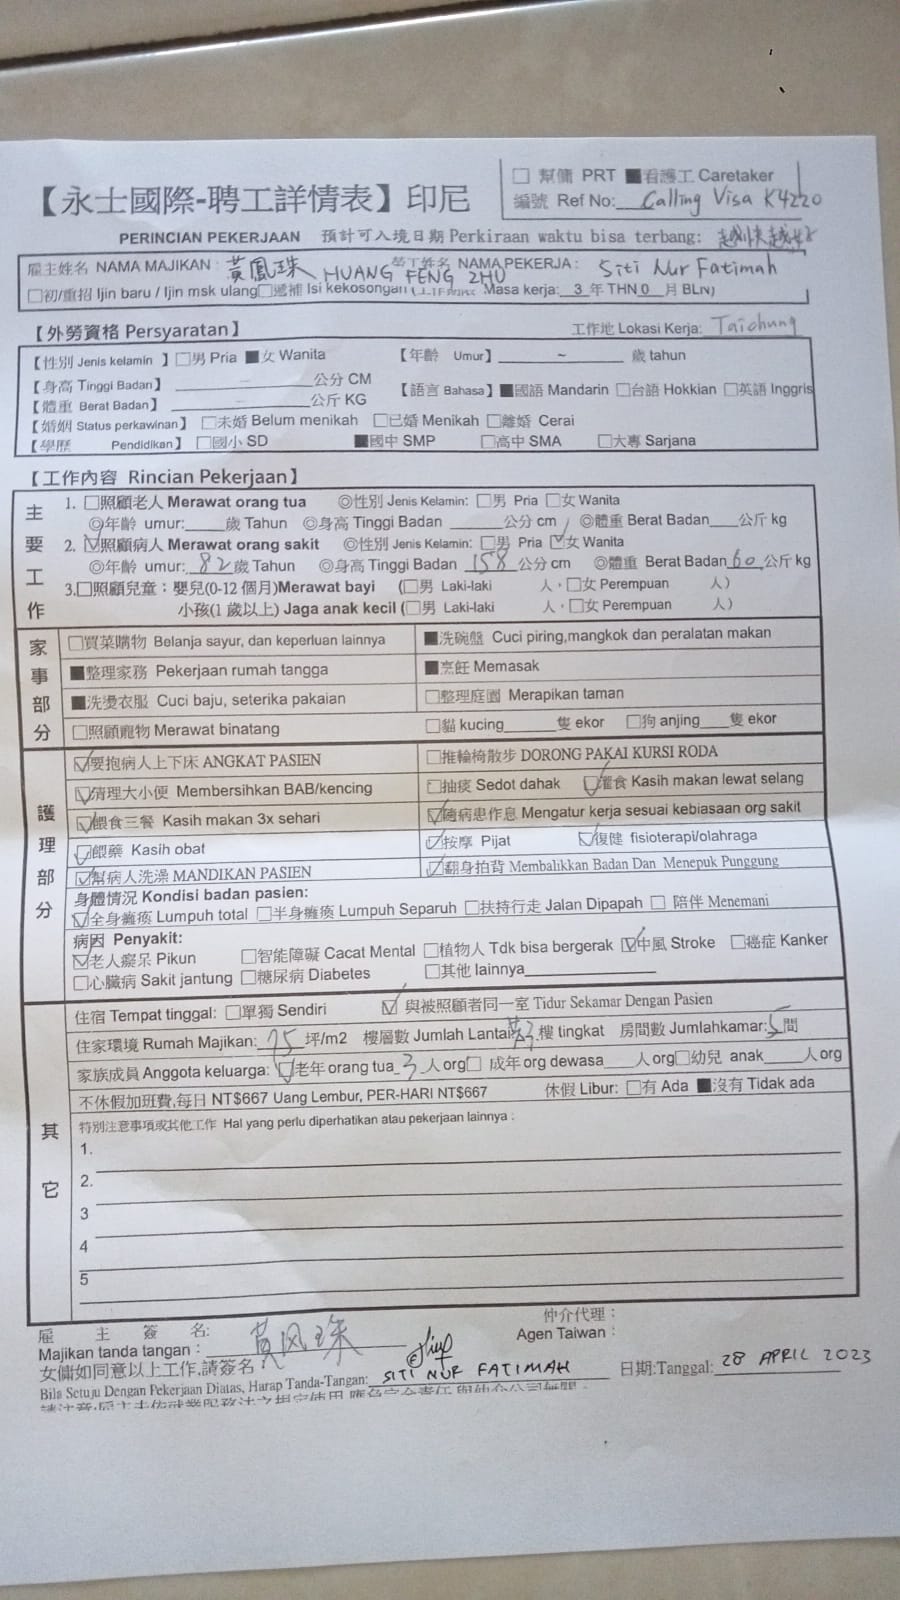 【永士國際-聘工詳情表】印尼
□ 幫傭 PRT ■看護工 Caretaker
編號 Ref No: Calling Visa K4220
PERINCIAN PEKERJAAN 預計可入境日期 Perkiraan waktu bisa terbang: 越快越好
雇主姓名 NAMA MAJIKAN : 黃鳳珠 HUANG FENG ZHU 勞工姓名 NAMA PEKERJA : Siti Nur Fatimah
□初/重招 Ijin baru / Ijin msk ulang □遞補 Isi kekosongan Masa kerja: 3 年 THN 0 月 BLN)
【外勞資格 Persyaratan】 工作地 Lokasi Kerja: Taichung
【性別 Jenis kelamin 】□男 Pria ■女 Wanita 【年齡 Umur】 ~ 歲 tahun
【身高 Tinggi Badan】 公分 CM 【語言 Bahasa】■國語 Mandarin □台語 Hokkian □英語 Inggris
【體重 Berat Badan】 公斤 KG
【婚姻 Status perkawinan】 □未婚 Belum menikah □已婚 Menikah □離婚 Cerai
【學歷 Pendidikan】 □國小 SD ■國中 SMP □高中 SMA □大專 Sarjana
【工作內容 Rincian Pekerjaan】
主要工作
1. □照顧老人 Merawat orang tua ◎性別 Jenis Kelamin: □男 Pria □女 Wanita
◎年齡 umur: 歲 Tahun ◎身高 Tinggi Badan 公分 cm ◎體重 Berat Badan 公斤 kg
2. ☑照顧病人 Merawat orang sakit ◎性別 Jenis Kelamin: □男 Pria ☑女 Wanita
◎年齡 umur: 82 歲 Tahun ◎身高 Tinggi Badan 158 公分 cm ◎體重 Berat Badan 60 公斤 kg
3.□照顧兒童：嬰兒(0-12 個月)Merawat bayi (□男 Laki-laki 人，□女 Perempuan 人)
小孩(1 歲以上) Jaga anak kecil (□男 Laki-laki 人，□女 Perempuan 人)
家事部分
□買菜購物 Belanja sayur, dan keperluan lainnya ■洗碗盤 Cuci piring,mangkok dan peralatan makan
■整理家務 Pekerjaan rumah tangga ■烹飪 Memasak
■洗燙衣服 Cuci baju, seterika pakaian □整理庭園 Merapikan taman
□照顧寵物 Merawat binatang □貓 kucing 隻 ekor □狗 anjing 隻 ekor
護理部分
☑要抱病人上下床 ANGKAT PASIEN □推輪椅散步 DORONG PAKAI KURSI RODA
☑清理大小便 Membersihkan BAB/kencing □抽痰 Sedot dahak ☑灌食 Kasih makan lewat selang
☑餵食三餐 Kasih makan 3x sehari ☑隨病患作息 Mengatur kerja sesuai kebiasaan org sakit
☑餵藥 Kasih obat ☑按摩 Pijat ☑復健 fisioterapi/olahraga
☑幫病人洗澡 MANDIKAN PASIEN ☑翻身拍背 Membalikkan Badan Dan Menepuk Punggung
身體情況 Kondisi badan pasien:
☑全身癱瘓 Lumpuh total □半身癱瘓 Lumpuh Separuh □扶持行走 Jalan Dipapah □ 陪伴 Menemani
病因 Penyakit:
☑老人癡呆 Pikun □智能障礙 Cacat Mental □植物人 Tdk bisa bergerak ☑中風 Stroke □癌症 Kanker
□心臟病 Sakit jantung □糖尿病 Diabetes □其他 lainnya
其它
住宿 Tempat tinggal: □單獨 Sendiri ☑ 與被照顧者同一室 Tidur Sekamar Dengan Pasien
住家環境 Rumah Majikan: 75 坪/m2 樓層數 Jumlah Lantai: 樓 tingkat 房間數 Jumlahkamar: 5 間
家族成員 Anggota keluarga: ☑老年 orang tua 3 人 org□ 成年 org dewasa 人 org□幼兒 anak 人 org
不休假加班費,每日 NT$667 Uang Lembur, PER-HARI NT$667 休假 Libur: □有 Ada ■沒有 Tidak ada
特別注意事項或其他工作 Hal yang perlu diperhatikan atau pekerjaan lainnya :
1.
2.
3
4
5
雇主簽名:
Majikan tanda tangan : 黃凤珠
仲介代理：
Agen Taiwan :
女傭如同意以上工作,請簽名
Bila Setuju Dengan Pekerjaan Diatas, Harap Tanda-Tangan: SITI NUR FATIMAH 日期:Tanggal: 28 APRIL 2023